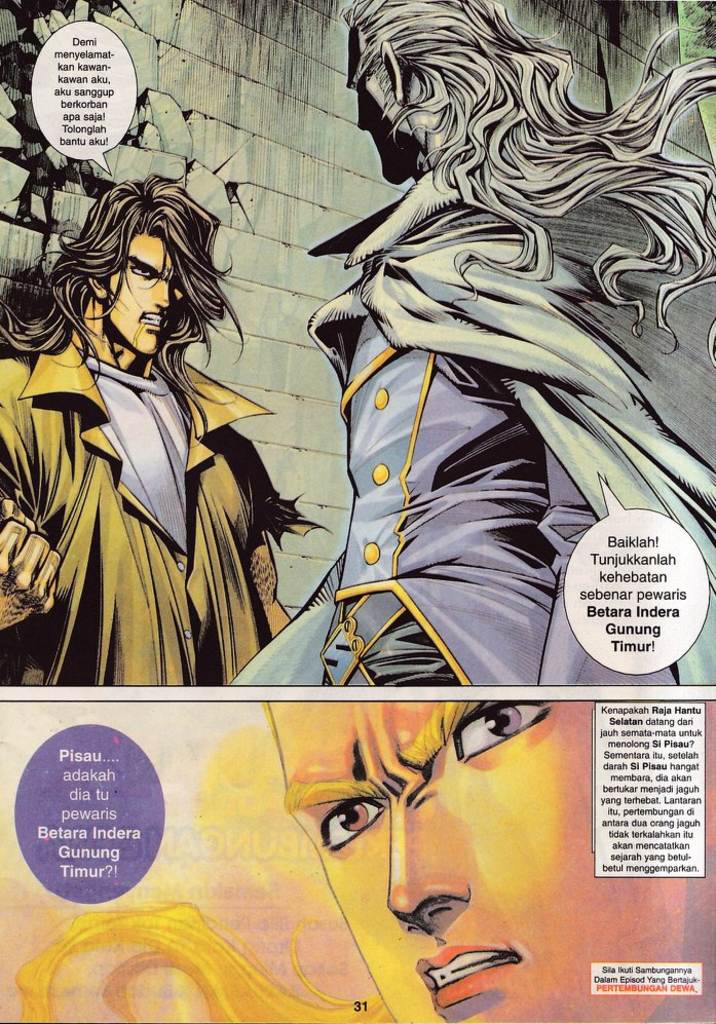 Demi
menyelamat-
kan kawan-
kawan aku,
aku sanggup
berkorban
apa saja!
Tolonglah
bantu aku!
Baiklah!
Tunjukkanlah
kehebatan
sebenar pewaris
Betara Indera
Gunung
Timur!
Pisau....
adakah
dia tu
pewaris
Betara Indera
Gunung
Timur?!
Kenapakah Raja Hantu
Selatan datang dari
jauh semata-mata untuk
menolong Si Pisau?
Sementara itu, setelah
darah Si Pisau hangat
membara, dia akan
bertukar menjadi jaguh
yang terhebat. Lantaran
itu, pertembungan di
antara dua orang jaguh
tidak terkalahkan itu
akan mencatatkan
sejarah yang betul-
betul menggemparkan.
Sila Ikuti Sambungannya
Dalam Episod Yang Bertajuk-
PERTEMBUNGAN DEWA.
31